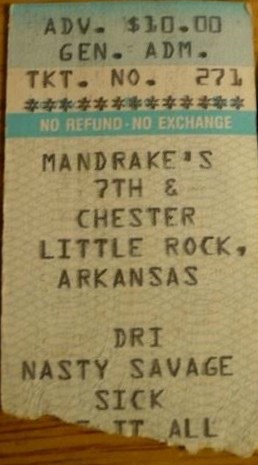 ADV. $10.00
GEN. ADM.
TKT. NO. 271
*******************
NO REFUND - NO EXCHANGE
MANDRAKE'S
7TH &
CHESTER
LITTLE ROCK,
ARKANSAS
DRI
NASTY SAVAGE
SICK
IT ALL